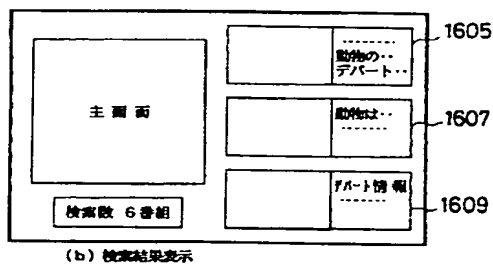 主画面
検索数 6番組
--------
動物の‥
デパート‥
1605
動物は‥
--------
1607
デパート情報
--------
1609
(b) 検索結果表示